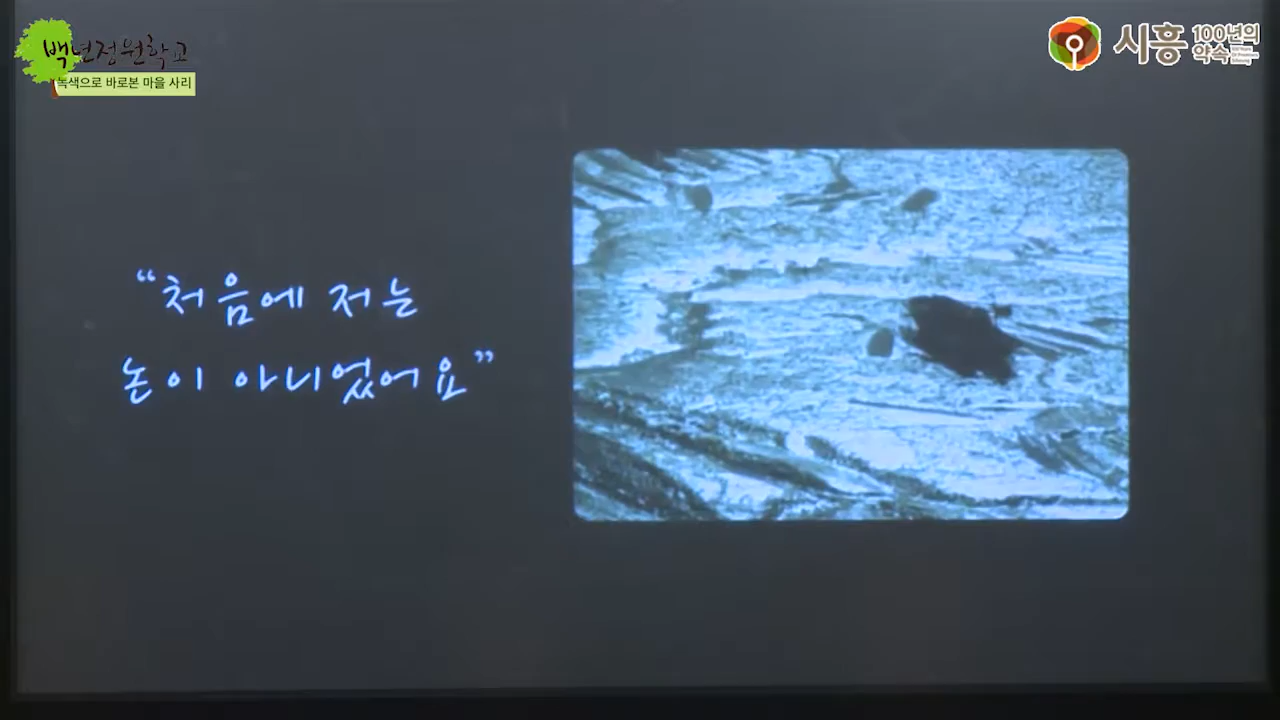 백년정원학교
녹색으로 바로본 마을 사리
시흥 100년의
약속
“처음에 저는
논이 아니었어요”